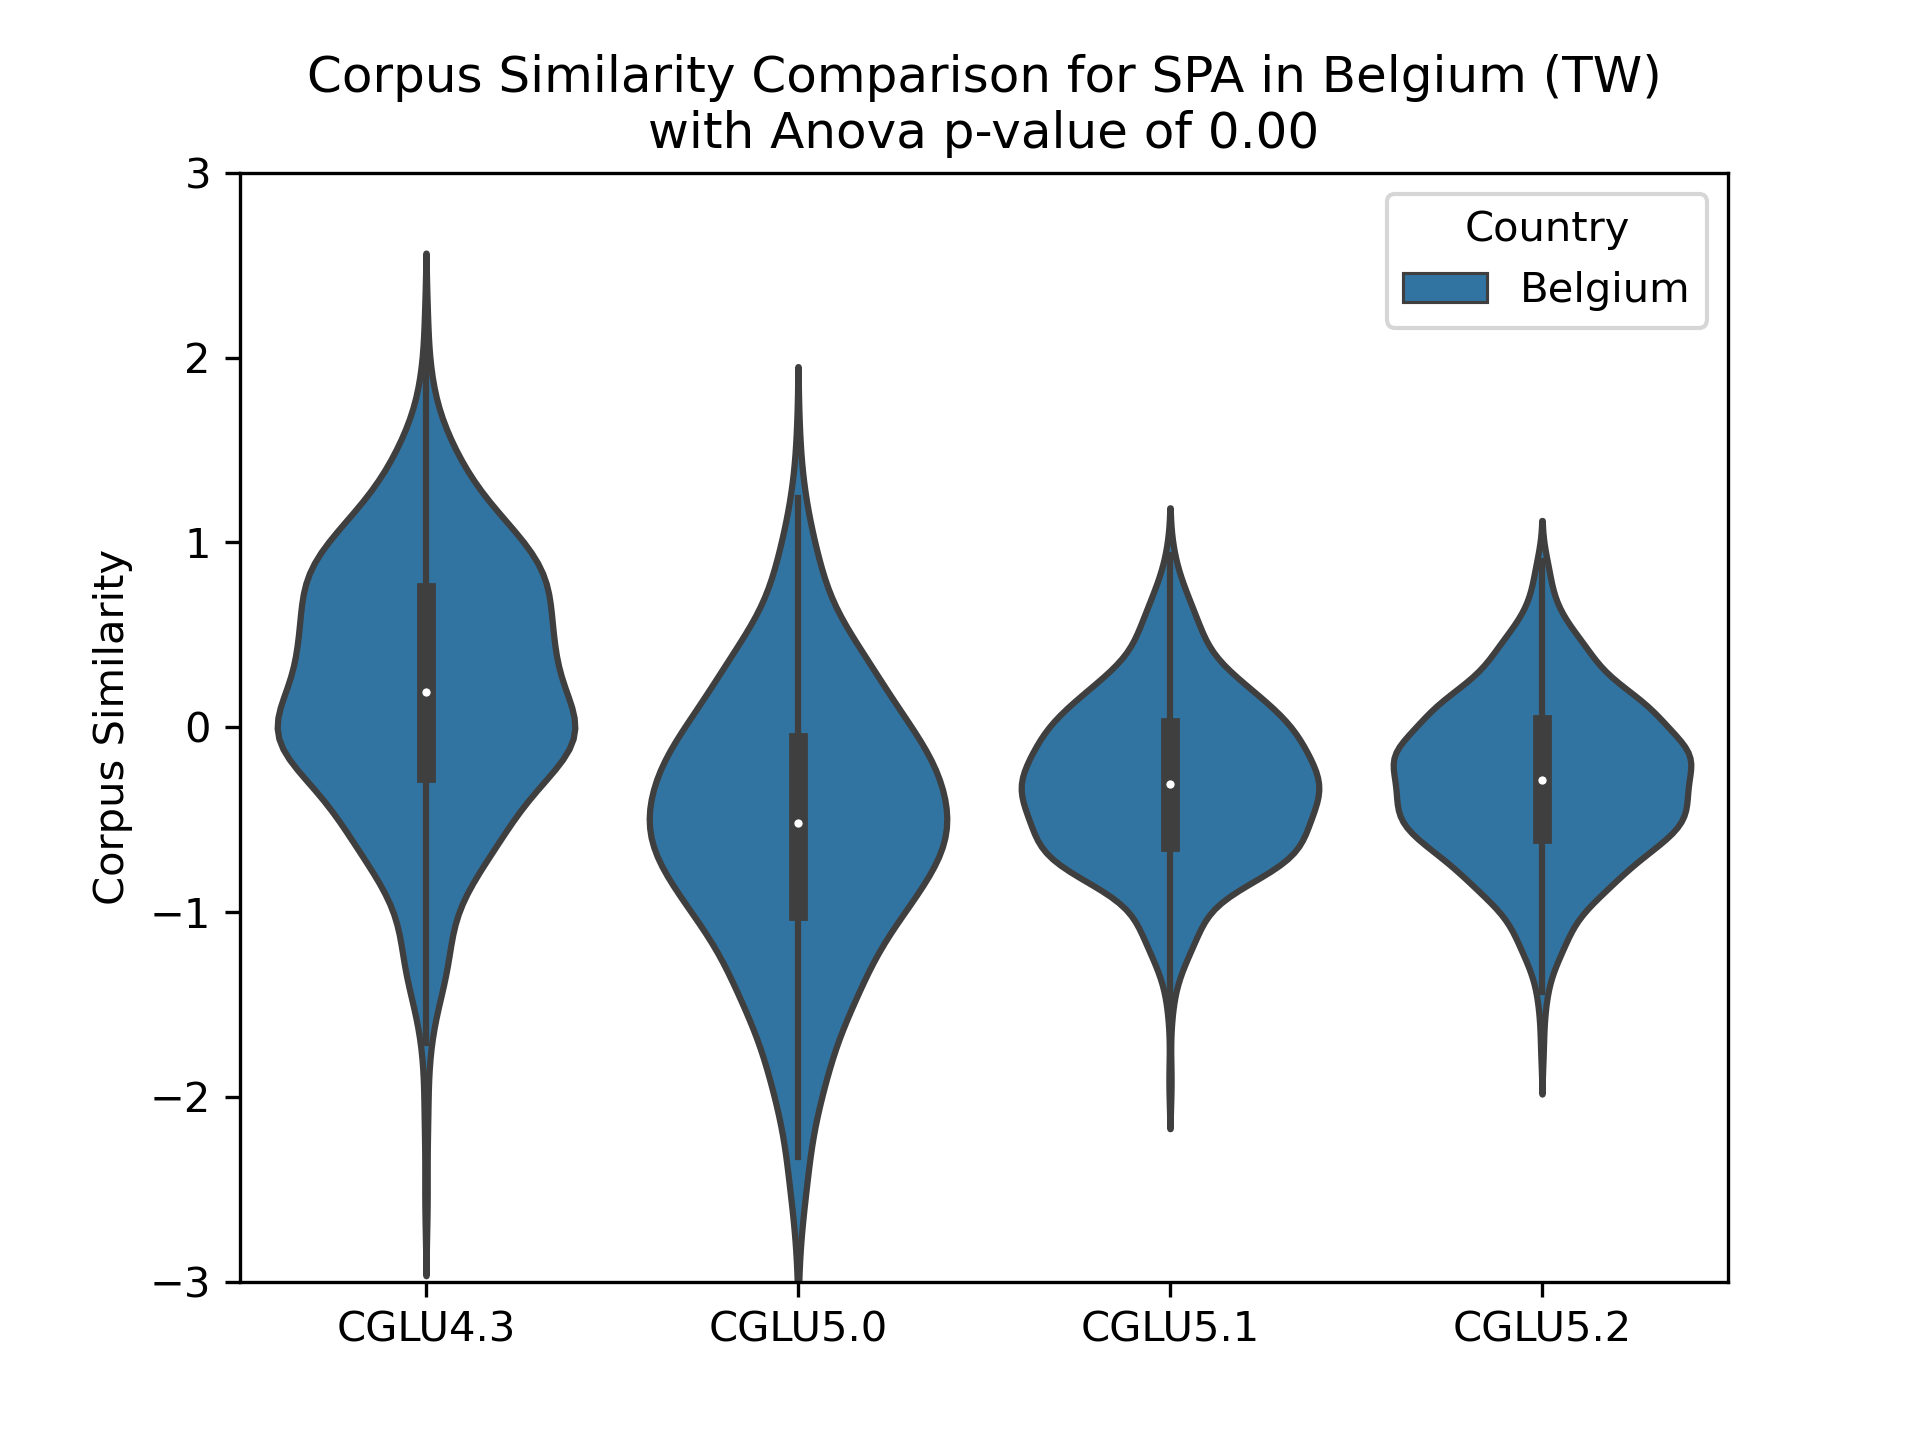 Corpus Similarity Comparison for SPA in Belgium (TW)
with Anova p-value of 0.00
3
2
1
0
−1
−2
−3
Corpus Similarity
Country
Belgium
CGLU4.3
CGLU5.0
CGLU5.1
CGLU5.2